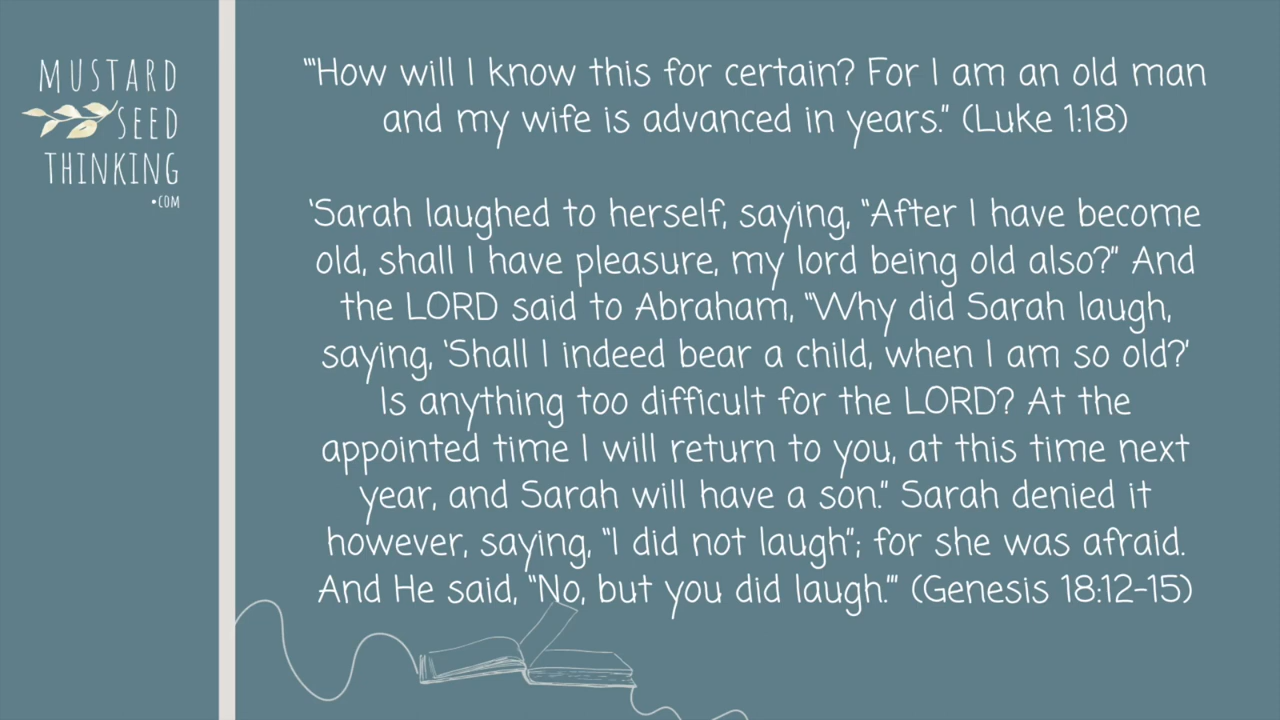 MUSTARD
SEED
THINKING
.COM
"'How will I know this for certain? For I am an old man
and my wife is advanced in years." (Luke 1:18)
'Sarah laughed to herself, saying, "After I have become
old, shall I have pleasure, my lord being old also?" And
the LORD said to Abraham, "Why did Sarah laugh,
saying, 'Shall I indeed bear a child, when I am so old?'
Is anything too difficult for the LORD? At the
appointed time I will return to you, at this time next
year, and Sarah will have a son." Sarah denied it
however, saying, "I did not laugh"; for she was afraid.
And He said, "No, but you did laugh."' (Genesis 18:12-15)